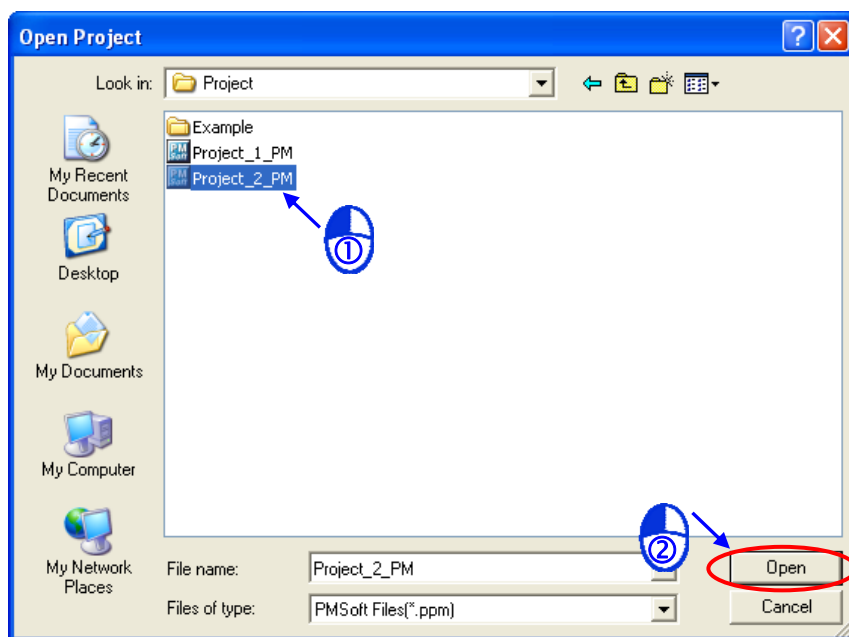 Open Project
Look in: Project
Example
Project_1_PM
Project_2_PM
①
My Recent
Documents
Desktop
My Documents
My Computer
My Network
Places
②
File name: Project_2_PM Open
Files of type: PMSoft Files(*.ppm) Cancel